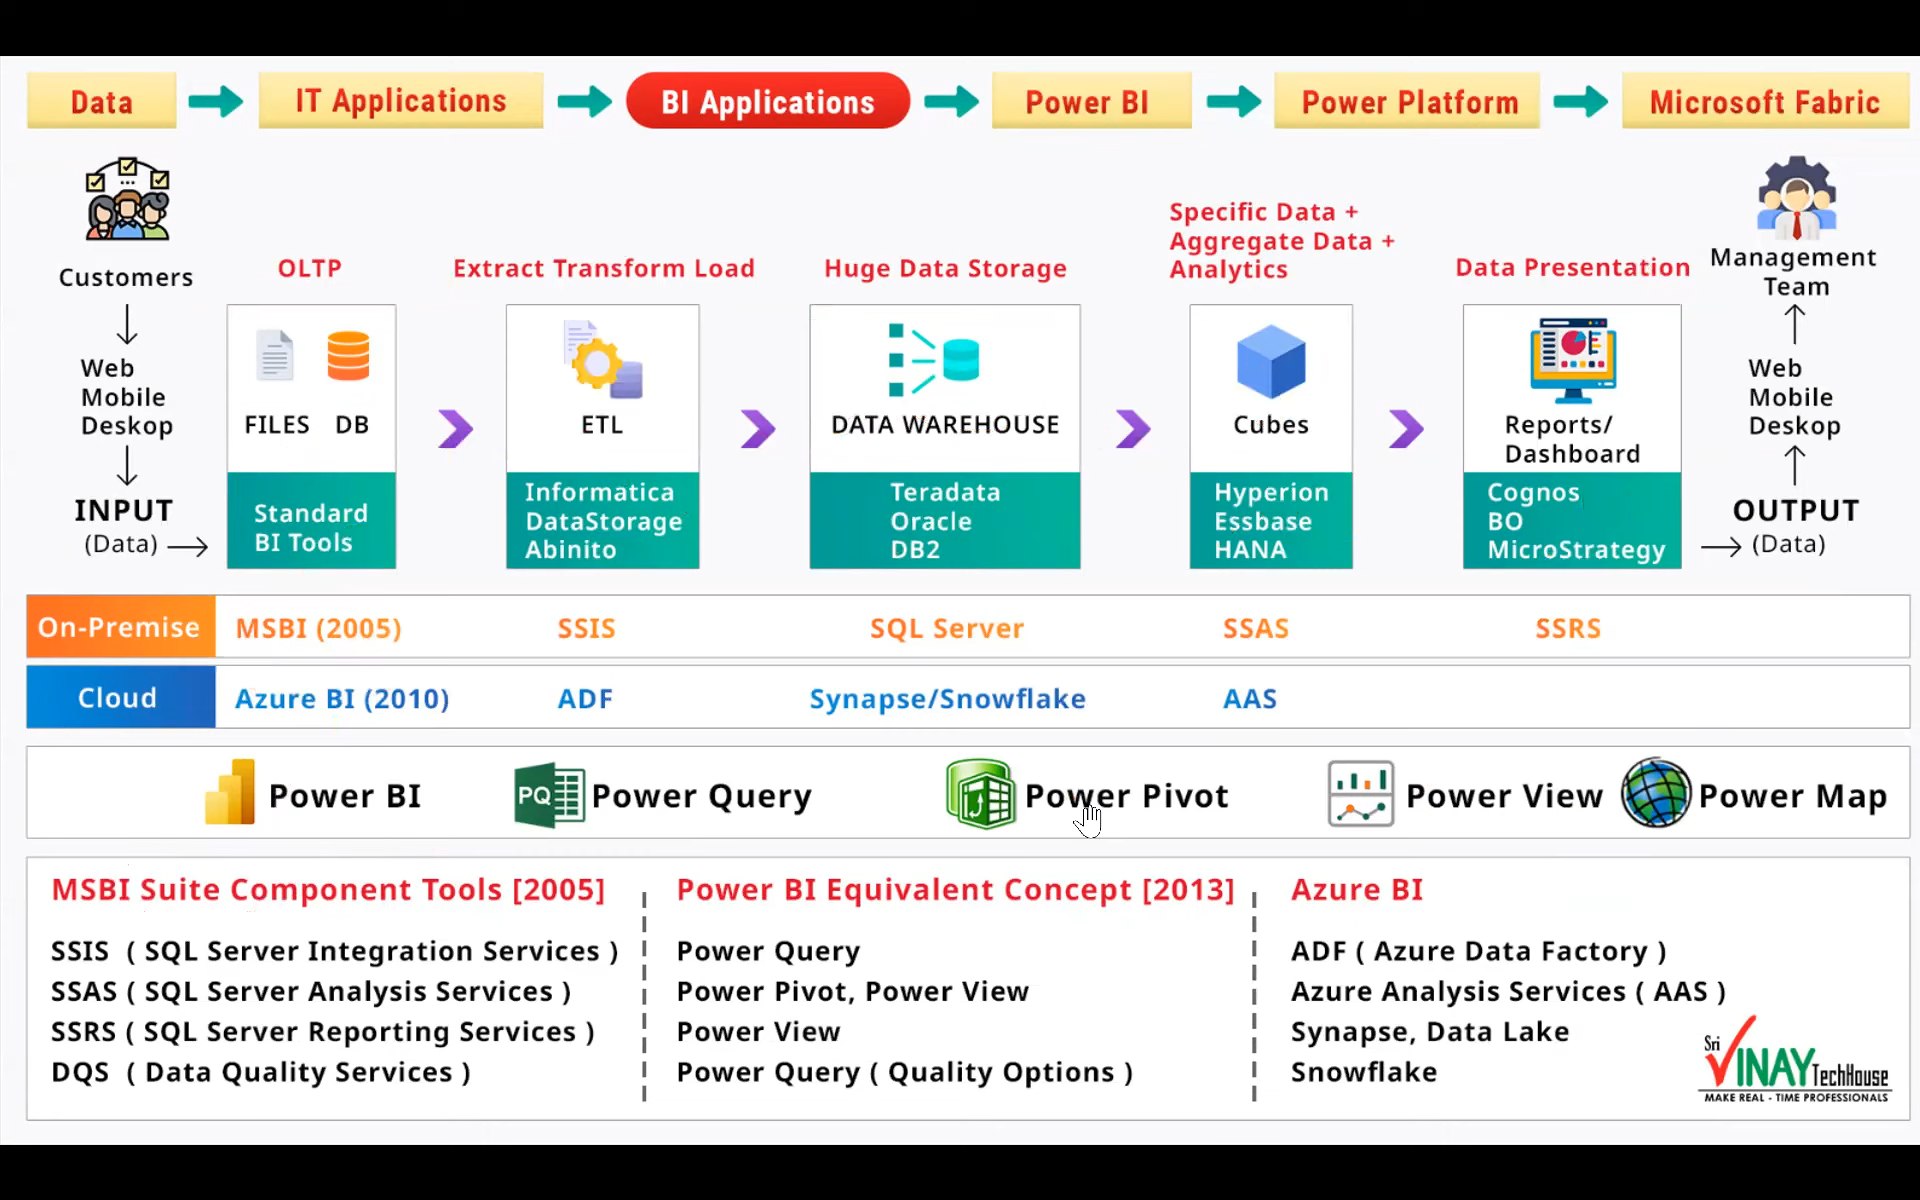 Data
IT Applications
BI Applications
Power BI
Power Platform
Microsoft Fabric
Customers
Web
Mobile
Deskop
INPUT
(Data)
OLTP
FILES DB
Standard
BI Tools
Extract Transform Load
ETL
Informatica
DataStorage
Abinito
Huge Data Storage
DATA WAREHOUSE
Teradata
Oracle
DB2
Specific Data +
Aggregate Data +
Analytics
Cubes
Hyperion
Essbase
HANA
Data Presentation
Reports/
Dashboard
Cognos
BO
MicroStrategy
Management
Team
Web
Mobile
Deskop
OUTPUT
(Data)
On-Premise MSBI (2005) SSIS SQL Server SSAS SSRS
Cloud Azure BI (2010) ADF Synapse/Snowflake AAS
Power BI PQ Power Query Power Pivot Power View Power Map
MSBI Suite Component Tools [2005]
SSIS ( SQL Server Integration Services )
SSAS ( SQL Server Analysis Services )
SSRS ( SQL Server Reporting Services )
DQS ( Data Quality Services )
Power BI Equivalent Concept [2013]
Power Query
Power Pivot, Power View
Power View
Power Query ( Quality Options )
Azure BI
ADF ( Azure Data Factory )
Azure Analysis Services ( AAS )
Synapse, Data Lake
Snowflake
Sri
VINAY TechHouse
MAKE REAL - TIME PROFESSIONALS